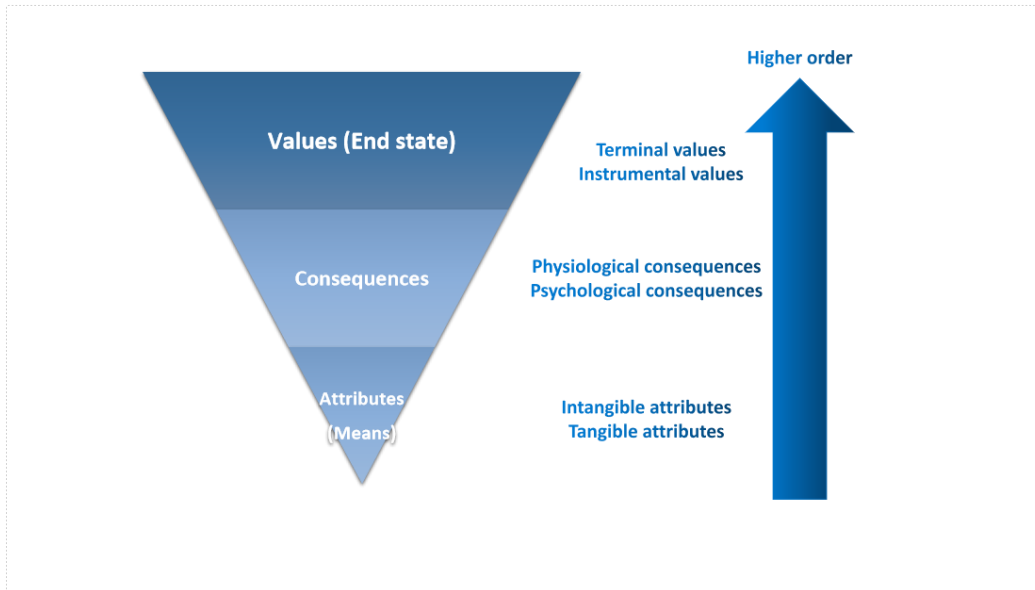 Higher order
Values (End state)
Terminal values
Instrumental values
Consequences
Physiological consequences
Psychological consequences
Attributes
(Means)
Intangible attributes
Tangible attributes